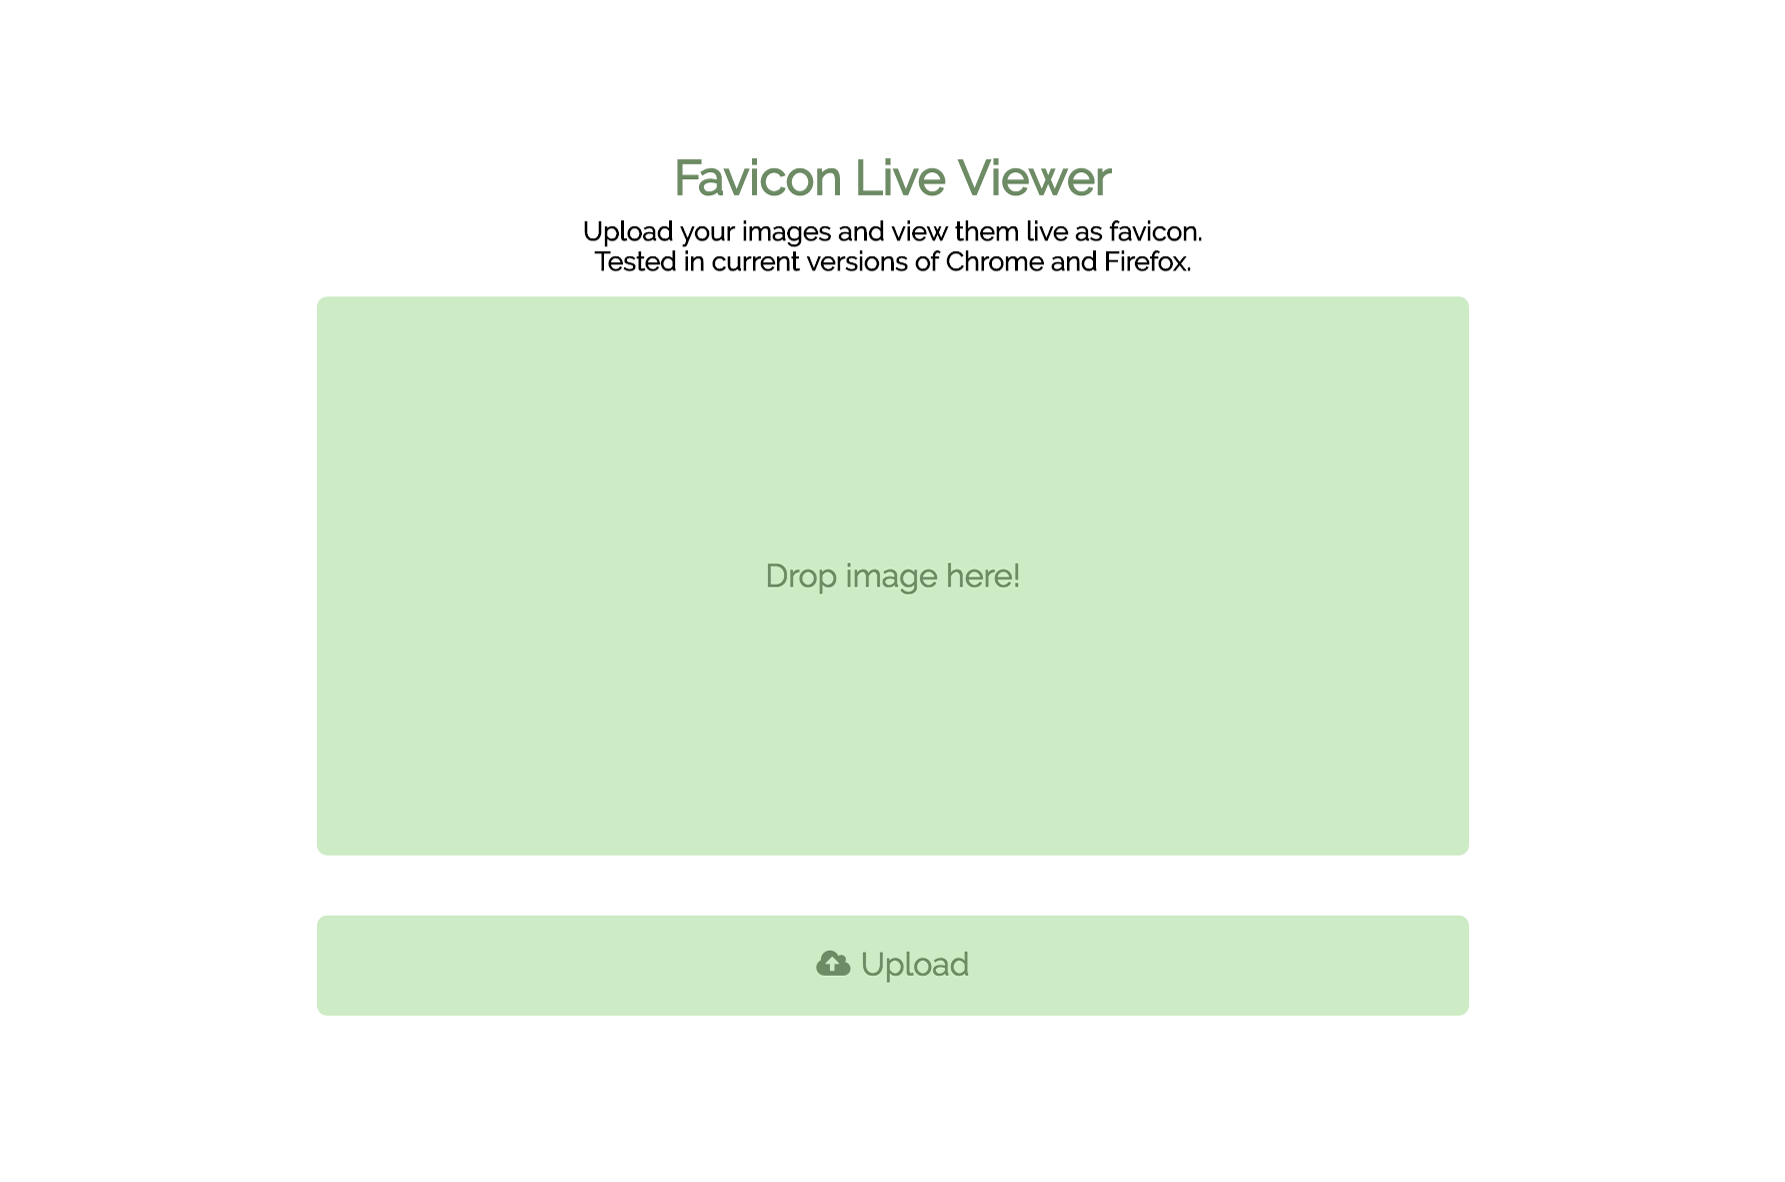 Favicon Live Viewer
Upload your images and view them live as favicon.
Tested in current versions of Chrome and Firefox.
Drop image here!
Upload